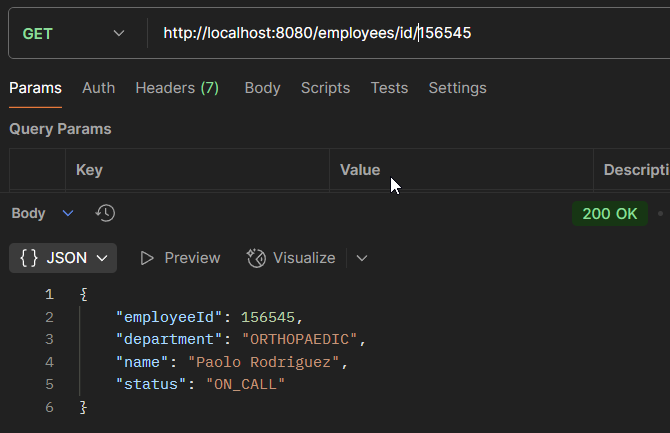 GET http://localhost:8080/employees/id/156545
Params Auth Headers (7) Body Scripts Tests Settings
Query Params
Key Value Descripti
Body 200 OK
{} JSON Preview Visualize
1 {
2 "employeeId": 156545,
3 "department": "ORTHOPAEDIC",
4 "name": "Paolo Rodriguez",
5 "status": "ON_CALL"
6 }